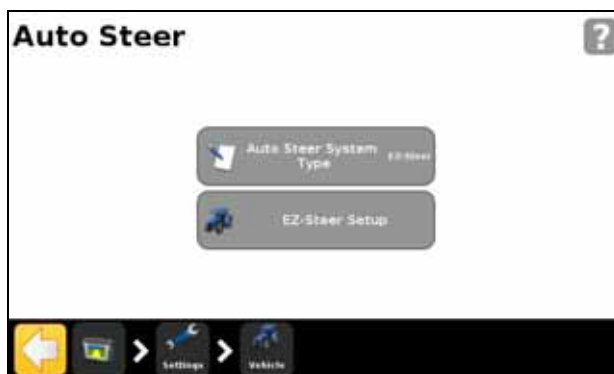 Auto Steer
?
Auto Steer System
Type
EZ-Steer
EZ-Steer Setup
Settings
Vehicle